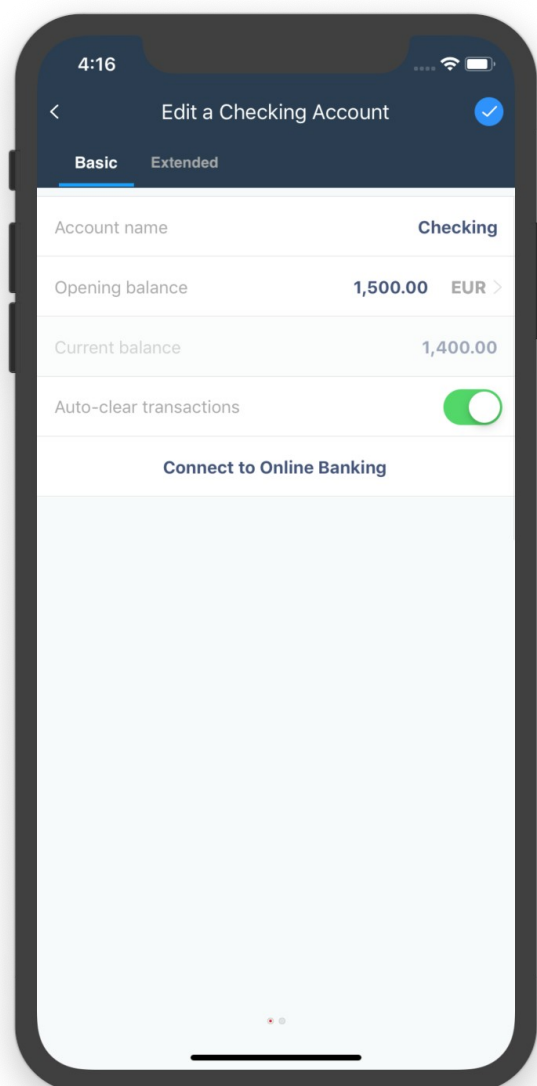 4:16
Edit a Checking Account
Basic Extended
Account name Checking
Opening balance 1,500.00 EUR
Current balance 1,400.00
Auto-clear transactions
Connect to Online Banking